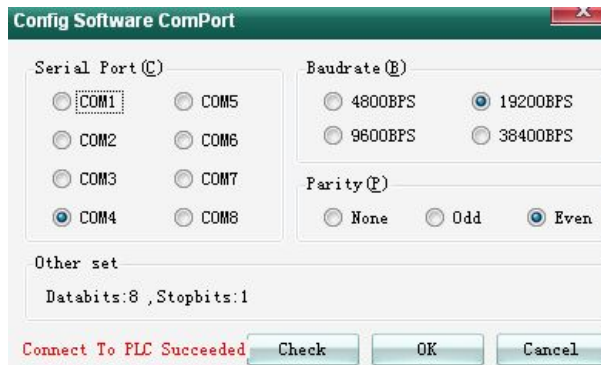 Config Software ComPort
Serial Port(C)
COM1 COM5
COM2 COM6
COM3 COM7
COM4 COM8
Baudrate(B)
4800BPS 19200BPS
9600BPS 38400BPS
Parity(P)
None Odd Even
Other set
Databits:8 ,Stopbits:1
Connect To PLC Succeeded Check OK Cancel